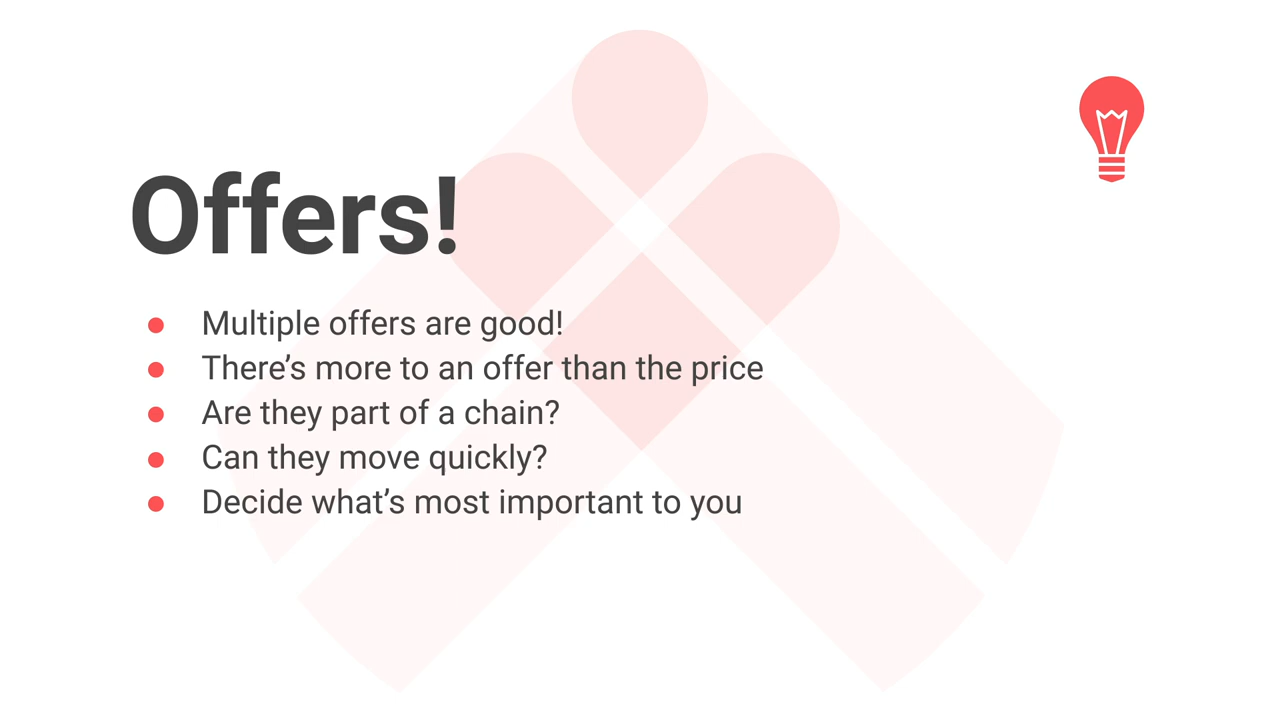 Offers!
Multiple offers are good!
There’s more to an offer than the price
Are they part of a chain?
Can they move quickly?
Decide what’s most important to you